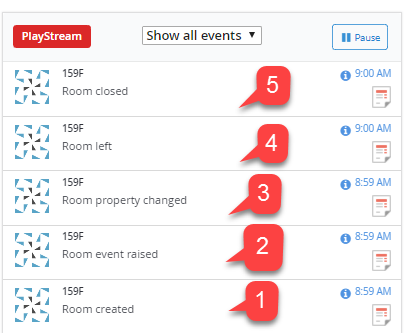 PlayStream
Show all events
Pause
159F
9:00 AM
Room closed
5
159F
9:00 AM
Room left
4
159F
8:59 AM
Room property changed
3
159F
8:59 AM
Room event raised
2
159F
8:59 AM
Room created
1